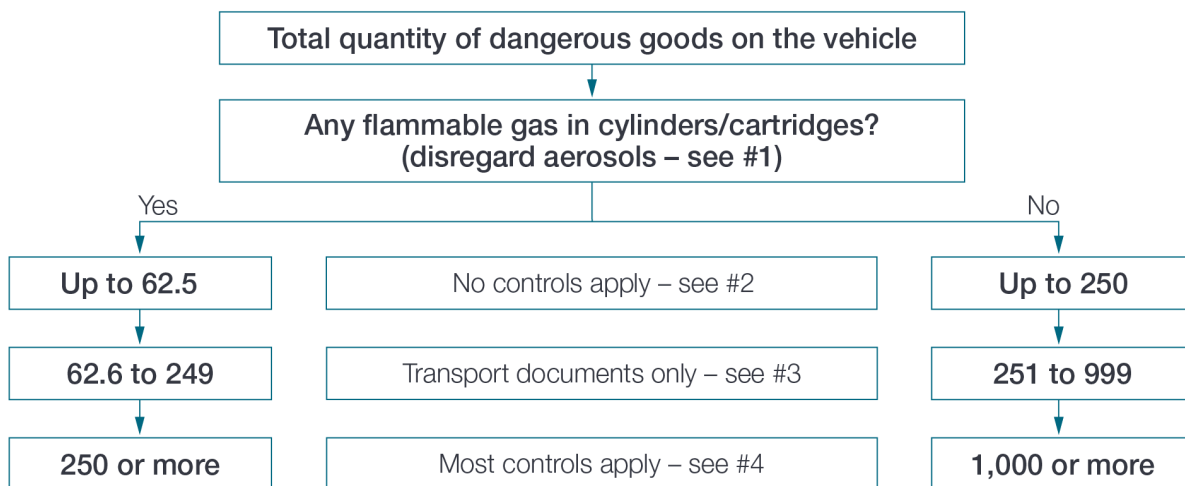 Total quantity of dangerous goods on the vehicle
Any flammable gas in cylinders/cartridges?
(disregard aerosols – see #1)
Yes
No
Up to 62.5
No controls apply – see #2
Up to 250
62.6 to 249
Transport documents only – see #3
251 to 999
250 or more
Most controls apply – see #4
1,000 or more